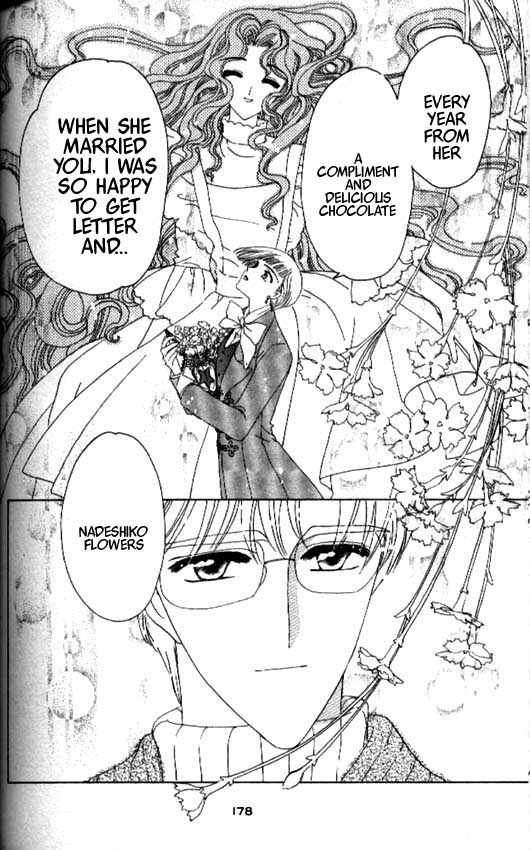 EVERY
YEAR
FROM
HER
A
COMPLIMENT
AND
DELICIOUS
CHOCOLATE
WHEN SHE
MARRIED
YOU. I WAS
SO HAPPY
TO GET
LETTER
AND...
NADESHIKO
FLOWERS
178